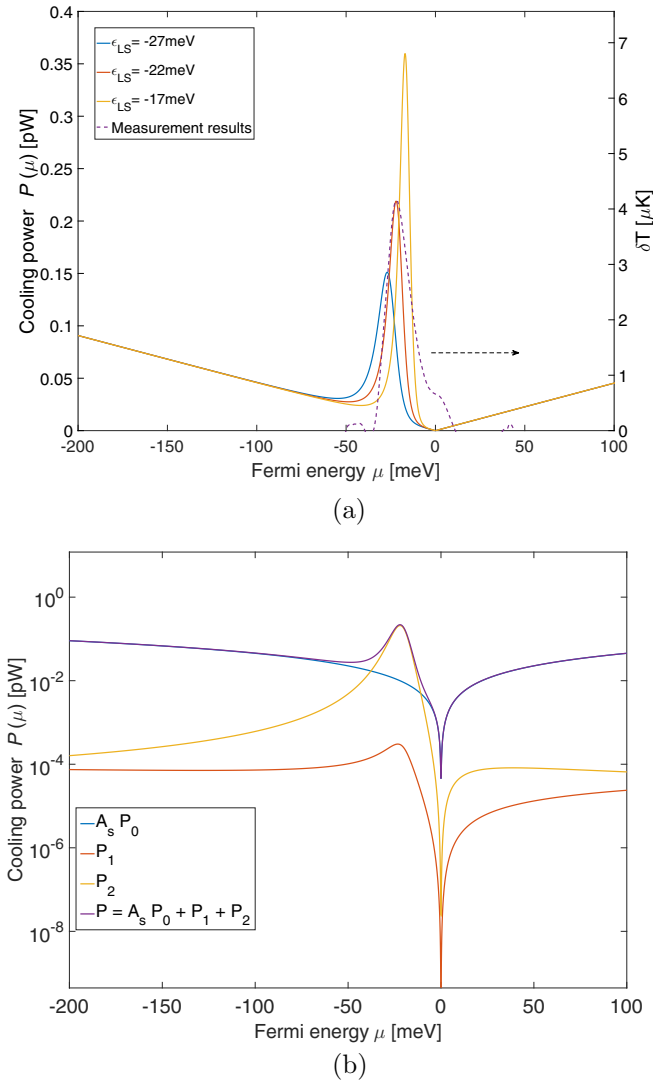 0.4
0.35
0.3
0.25
0.2
0.15
0.1
0.05
0
Cooling power P (μ) [pW]
ϵLS= -27meV
ϵLS= -22meV
ϵLS= -17meV
Measurement results
7
6
5
4
3
2
1
0
δT [μK]
-200 -150 -100 -50 0 50 100
Fermi energy μ [meV]
(a)
10^0
10^-2
10^-4
10^-6
10^-8
Cooling power P (μ) [pW]
As P0
P1
P2
P = As P0 + P1 + P2
-200 -150 -100 -50 0 50 100
Fermi energy μ [meV]
(b)